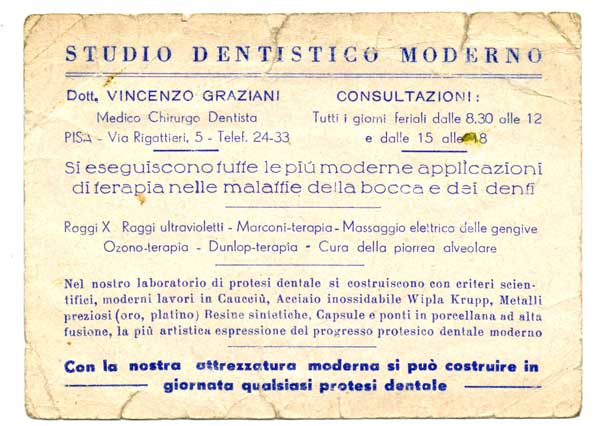 STUDIO DENTISTICO MODERNO
Dott. VINCENZO GRAZIANI
Medico Chirurgo Dentista
PISA - Via Rigattieri, 5 - Telef. 24-33
CONSULTAZIONI:
Tutti i giorni feriali dalle 8,30 alle 12
e dalle 15 alle 18
Si eseguiscono tutte le più moderne applicazioni
di terapia nelle malattie della bocca e dei denti
Raggi X Raggi ultravioletti - Marconi-terapia - Massaggio elettrico delle gengive
Ozono-terapia - Dunlop-terapia - Cura della piorrea alveolare
Nel nostro laboratorio di protesi dentale si costruiscono con criteri scien-
tifici, moderni lavori in Caucciù, Acciaio inossidabile Wipla Krupp, Metalli
preziosi (oro, platino) Resine sintetiche, Capsule e ponti in porcellana ad alta
fusione, la più artistica espressione del progresso protesico dentale moderno
Con la nostra attrezzatura moderna si può costruire in
giornata qualsiasi protesi dentale